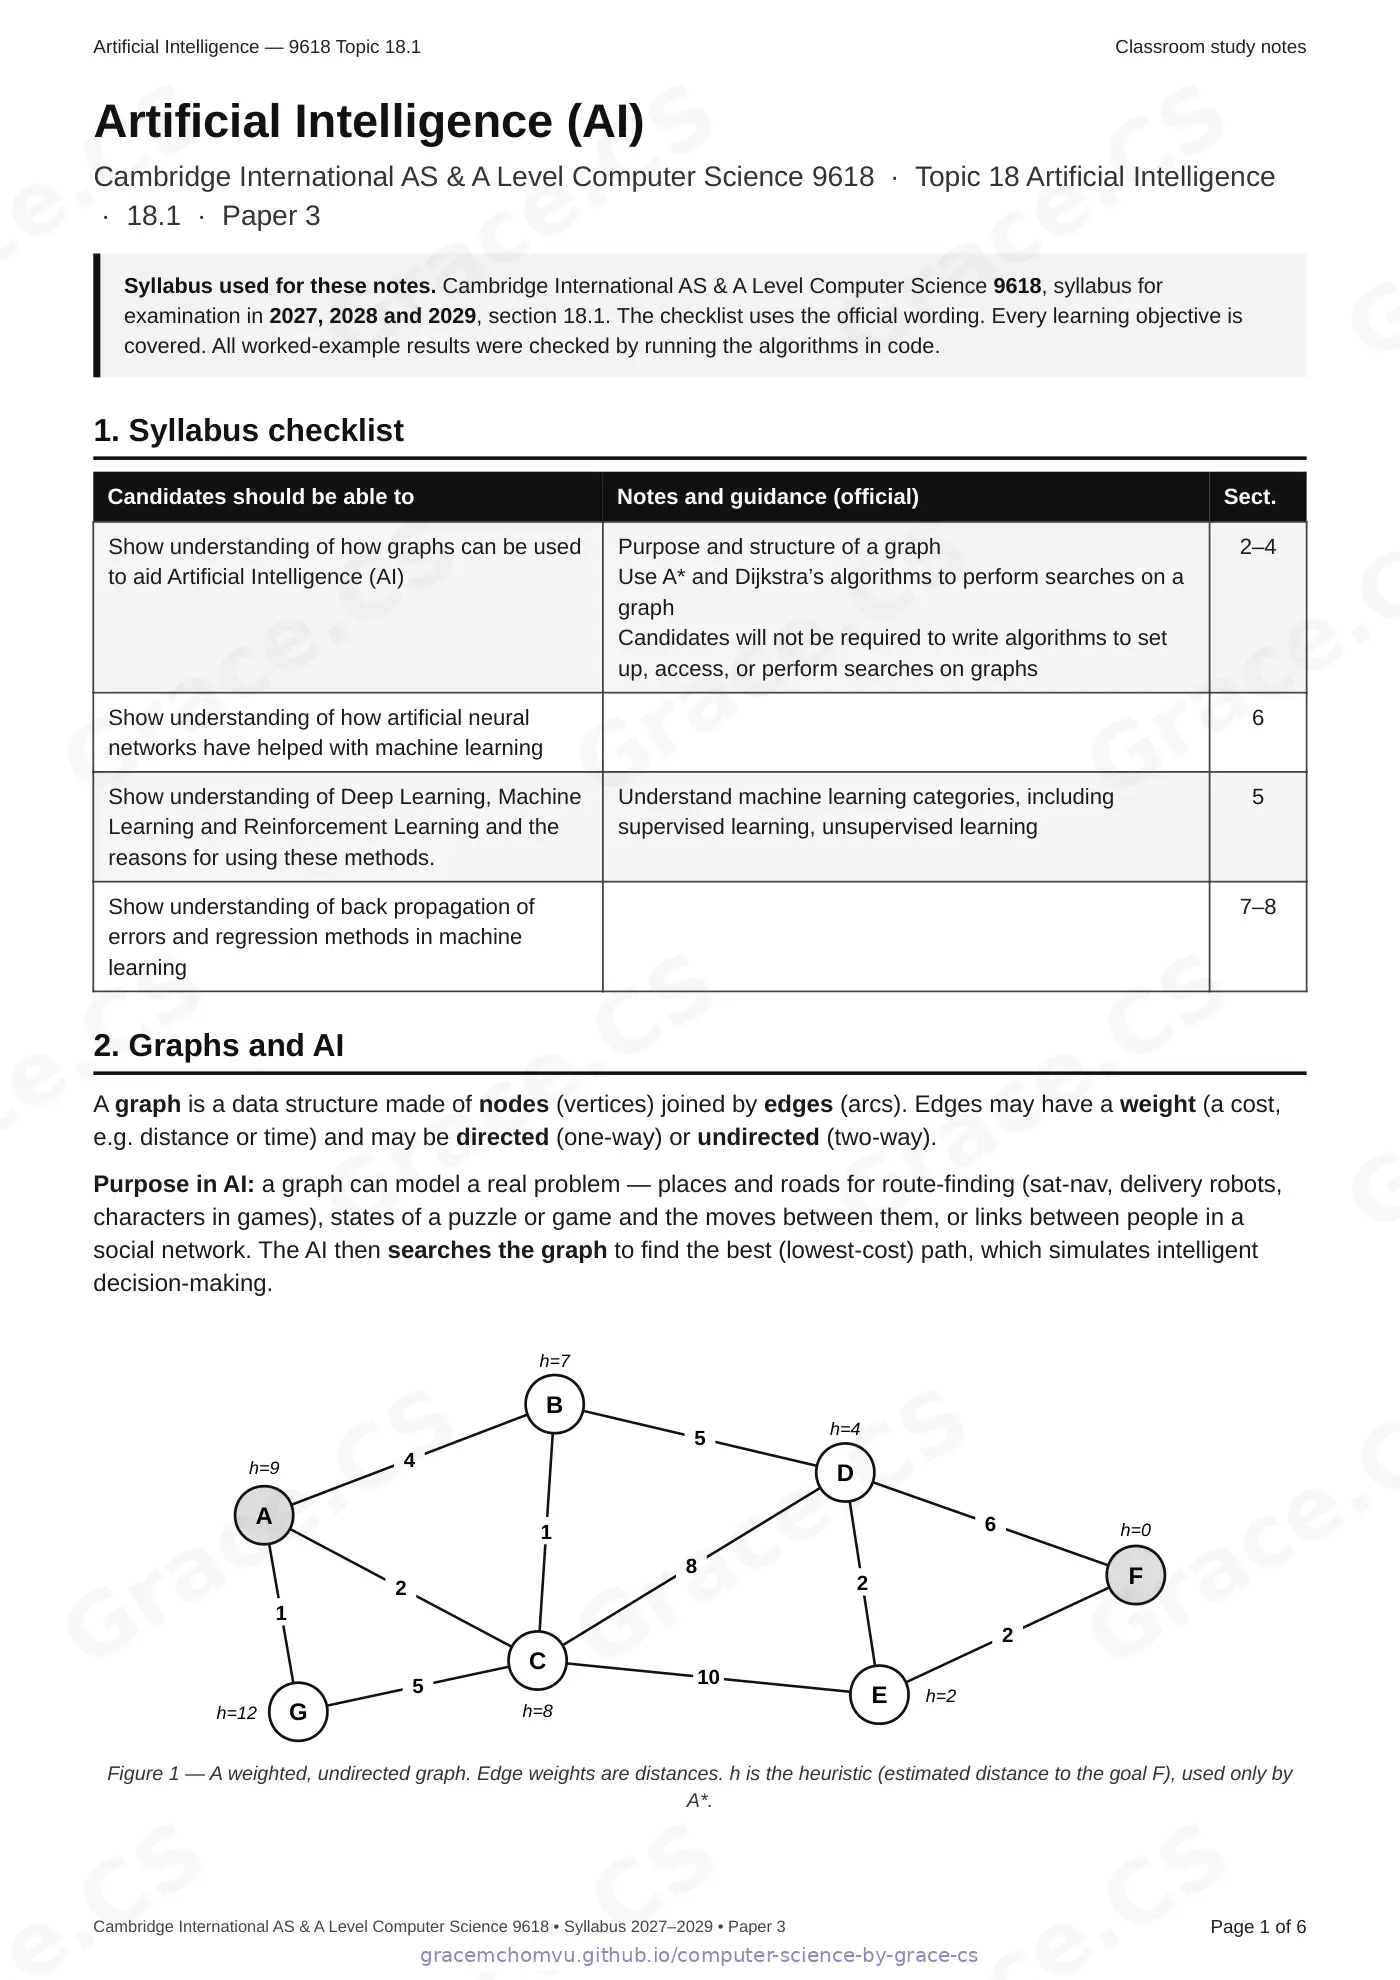 Artificial Intelligence — 9618 Topic 18.1
Classroom study notes
Artificial Intelligence (AI)
Cambridge International AS & A Level Computer Science 9618 · Topic 18 Artificial Intelligence
· 18.1 · Paper 3
Syllabus used for these notes. Cambridge International AS & A Level Computer Science 9618, syllabus for
examination in 2027, 2028 and 2029, section 18.1. The checklist uses the official wording. Every learning objective is
covered. All worked-example results were checked by running the algorithms in code.
1. Syllabus checklist
Candidates should be able to
Notes and guidance (official)
Sect.
Show understanding of how graphs can be used
to aid Artificial Intelligence (AI)
Purpose and structure of a graph
Use A* and Dijkstra’s algorithms to perform searches on a
graph
Candidates will not be required to write algorithms to set
up, access, or perform searches on graphs
2–4
Show understanding of how artificial neural
networks have helped with machine learning
6
Show understanding of Deep Learning, Machine
Learning and Reinforcement Learning and the
reasons for using these methods.
Understand machine learning categories, including
supervised learning, unsupervised learning
5
Show understanding of back propagation of
errors and regression methods in machine
learning
7–8
2. Graphs and AI
A graph is a data structure made of nodes (vertices) joined by edges (arcs). Edges may have a weight (a cost,
e.g. distance or time) and may be directed (one-way) or undirected (two-way).
Purpose in AI: a graph can model a real problem — places and roads for route-finding (sat-nav, delivery robots,
characters in games), states of a puzzle or game and the moves between them, or links between people in a
social network. The AI then searches the graph to find the best (lowest-cost) path, which simulates intelligent
decision-making.
h=7
B
h=4
5
4
D
h=9
A
6
h=0
1
8
F
2
2
1
2
C
5
10
E
h=2
h=12
G
h=8
Figure 1 — A weighted, undirected graph. Edge weights are distances. h is the heuristic (estimated distance to the goal F), used only by
A*.
Cambridge International AS & A Level Computer Science 9618 • Syllabus 2027–2029 • Paper 3
Page 1 of 6
gracemchomvu.github.io/computer-science-by-grace-cs
Grace.CS